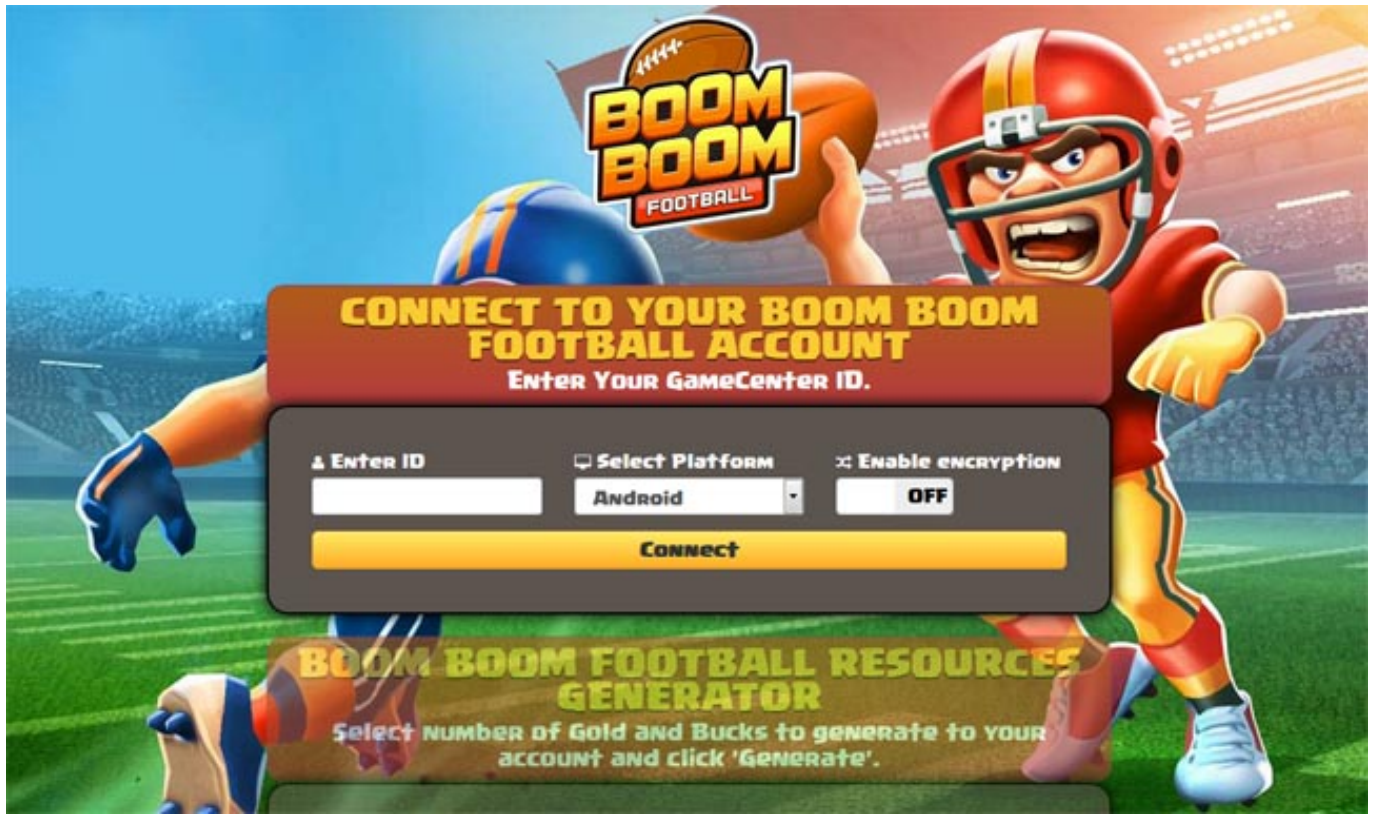 BOOM
BOOM
FOOTBALL
CONNECT TO YOUR BOOM BOOM
FOOTBALL ACCOUNT
ENTER YOUR GAMECENTER ID.
ENTER ID
SELECT PLATFORM
ENABLE ENCRYPTION
ANDROID
OFF
CONNECT
BOOM BOOM FOOTBALL RESOURCES
GENERATOR
SELECT NUMBER OF GOLD AND BUCKS TO GENERATE TO YOUR
ACCOUNT AND CLICK 'GENERATE'.